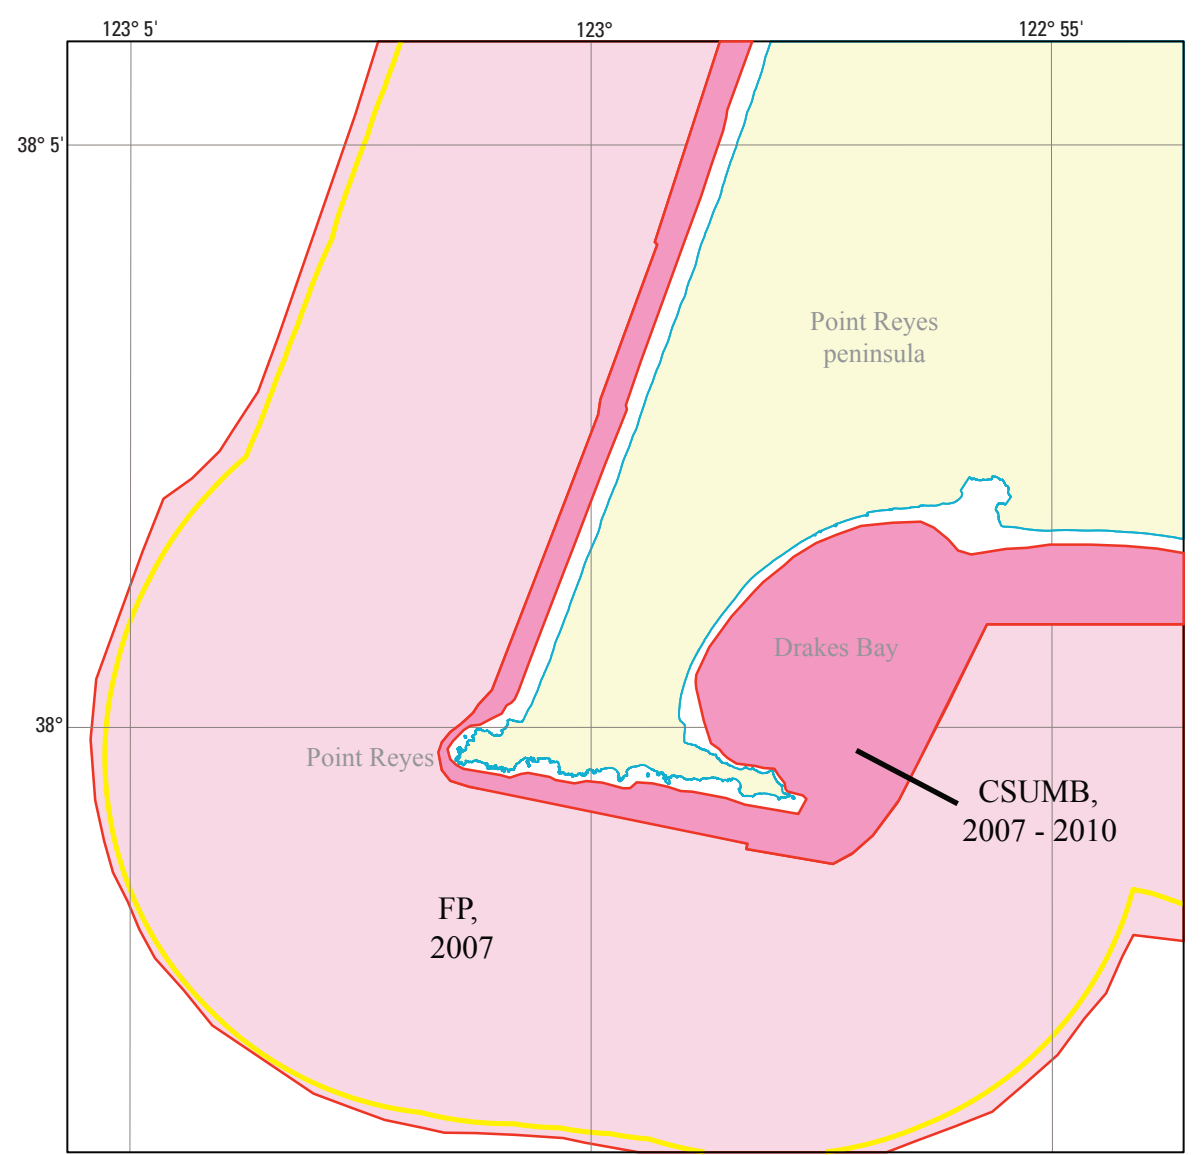 123° 5'
123°
122° 55'
38° 5'
Point Reyes
peninsula
Drakes Bay
38°
Point Reyes
CSUMB,
2007 - 2010
FP,
2007